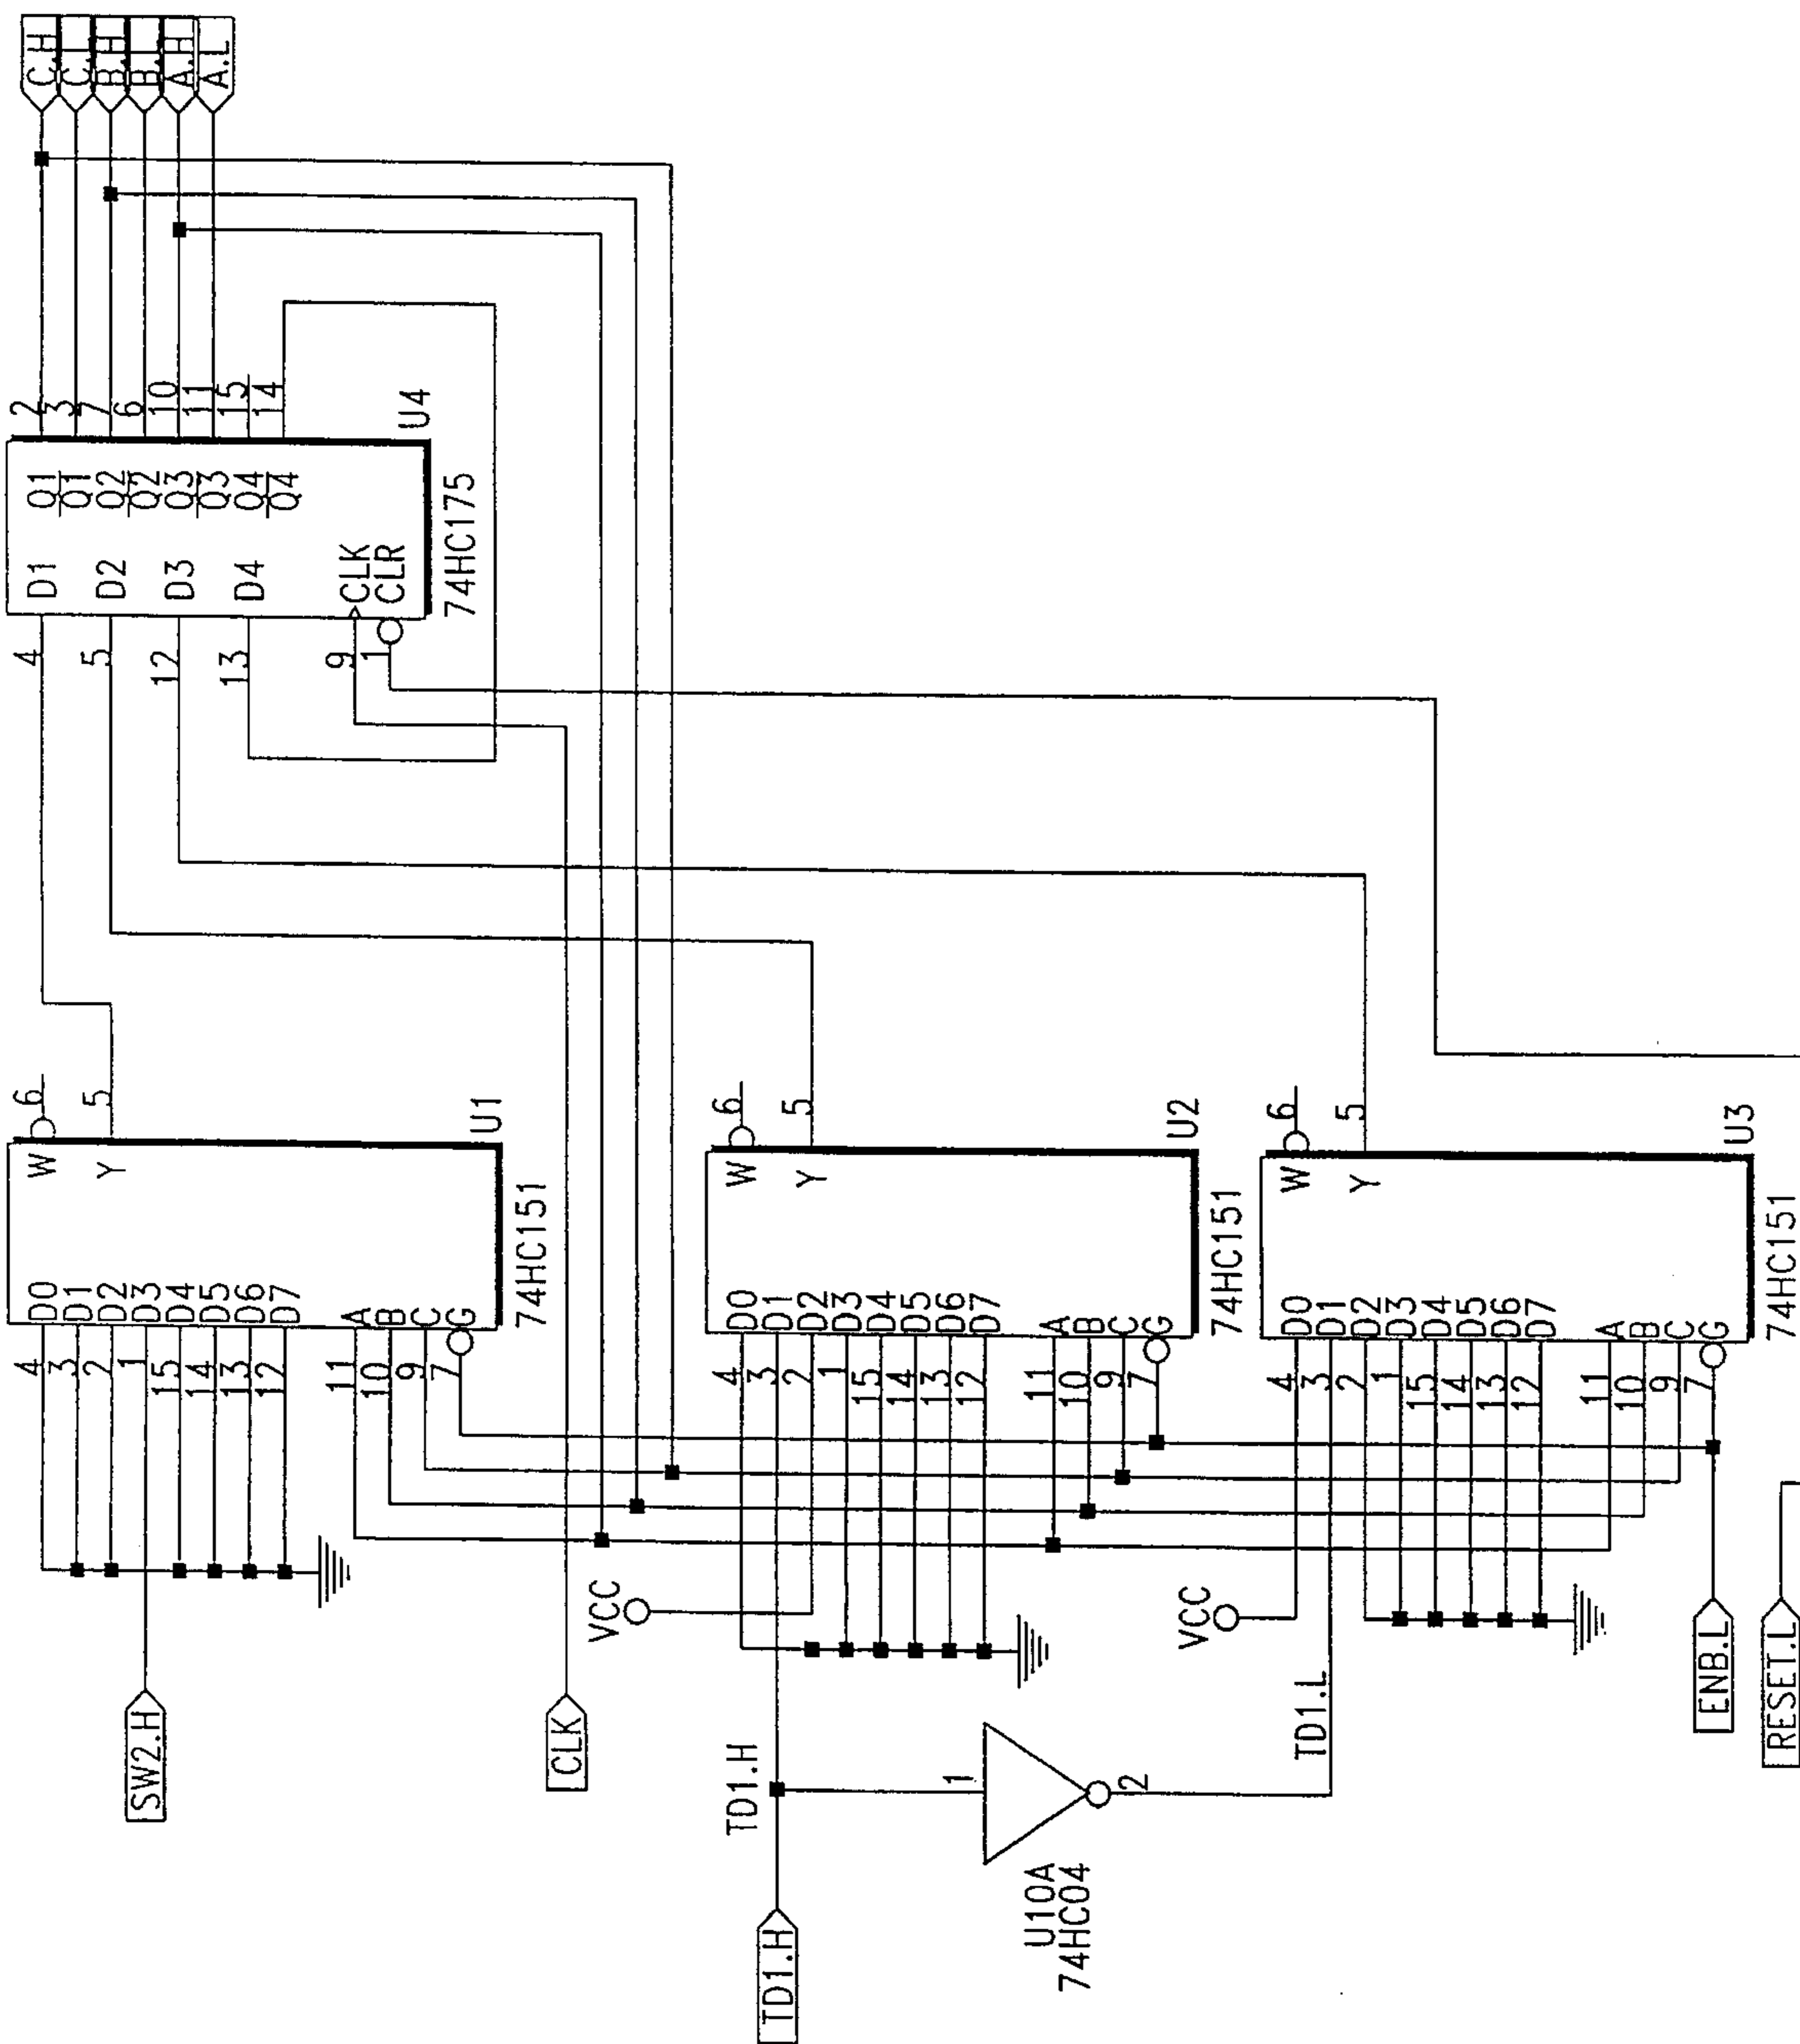 SW2.H
4 D0
3 D1
2 D2
1 D3
15 D4
14 D5
13 D6
12 D7
11 A
10 B
9 C
7 G
W 6
Y 5
U1
74HC151
4 D1
5 D2
12 D3
13 D4
9 CLK
1 CLR
Q1 2
Q1 3
Q2 7
Q2 6
Q3 10
Q3 11
Q4 15
Q4 14
U4
74HC175
C.H
C.L
B.H
B.L
A.H
A.L
CLK
VCC
TD1.H
TD1.H
4 D0
3 D1
2 D2
1 D3
15 D4
14 D5
13 D6
12 D7
11 A
10 B
9 C
7 G
W 6
Y 5
U2
74HC151
1
2
U10A
74HC04
VCC
TD1.L
4 D0
3 D1
2 D2
1 D3
15 D4
14 D5
13 D6
12 D7
11 A
10 B
9 C
7 G
W 6
Y 5
U3
74HC151
ENB.L
RESET.L